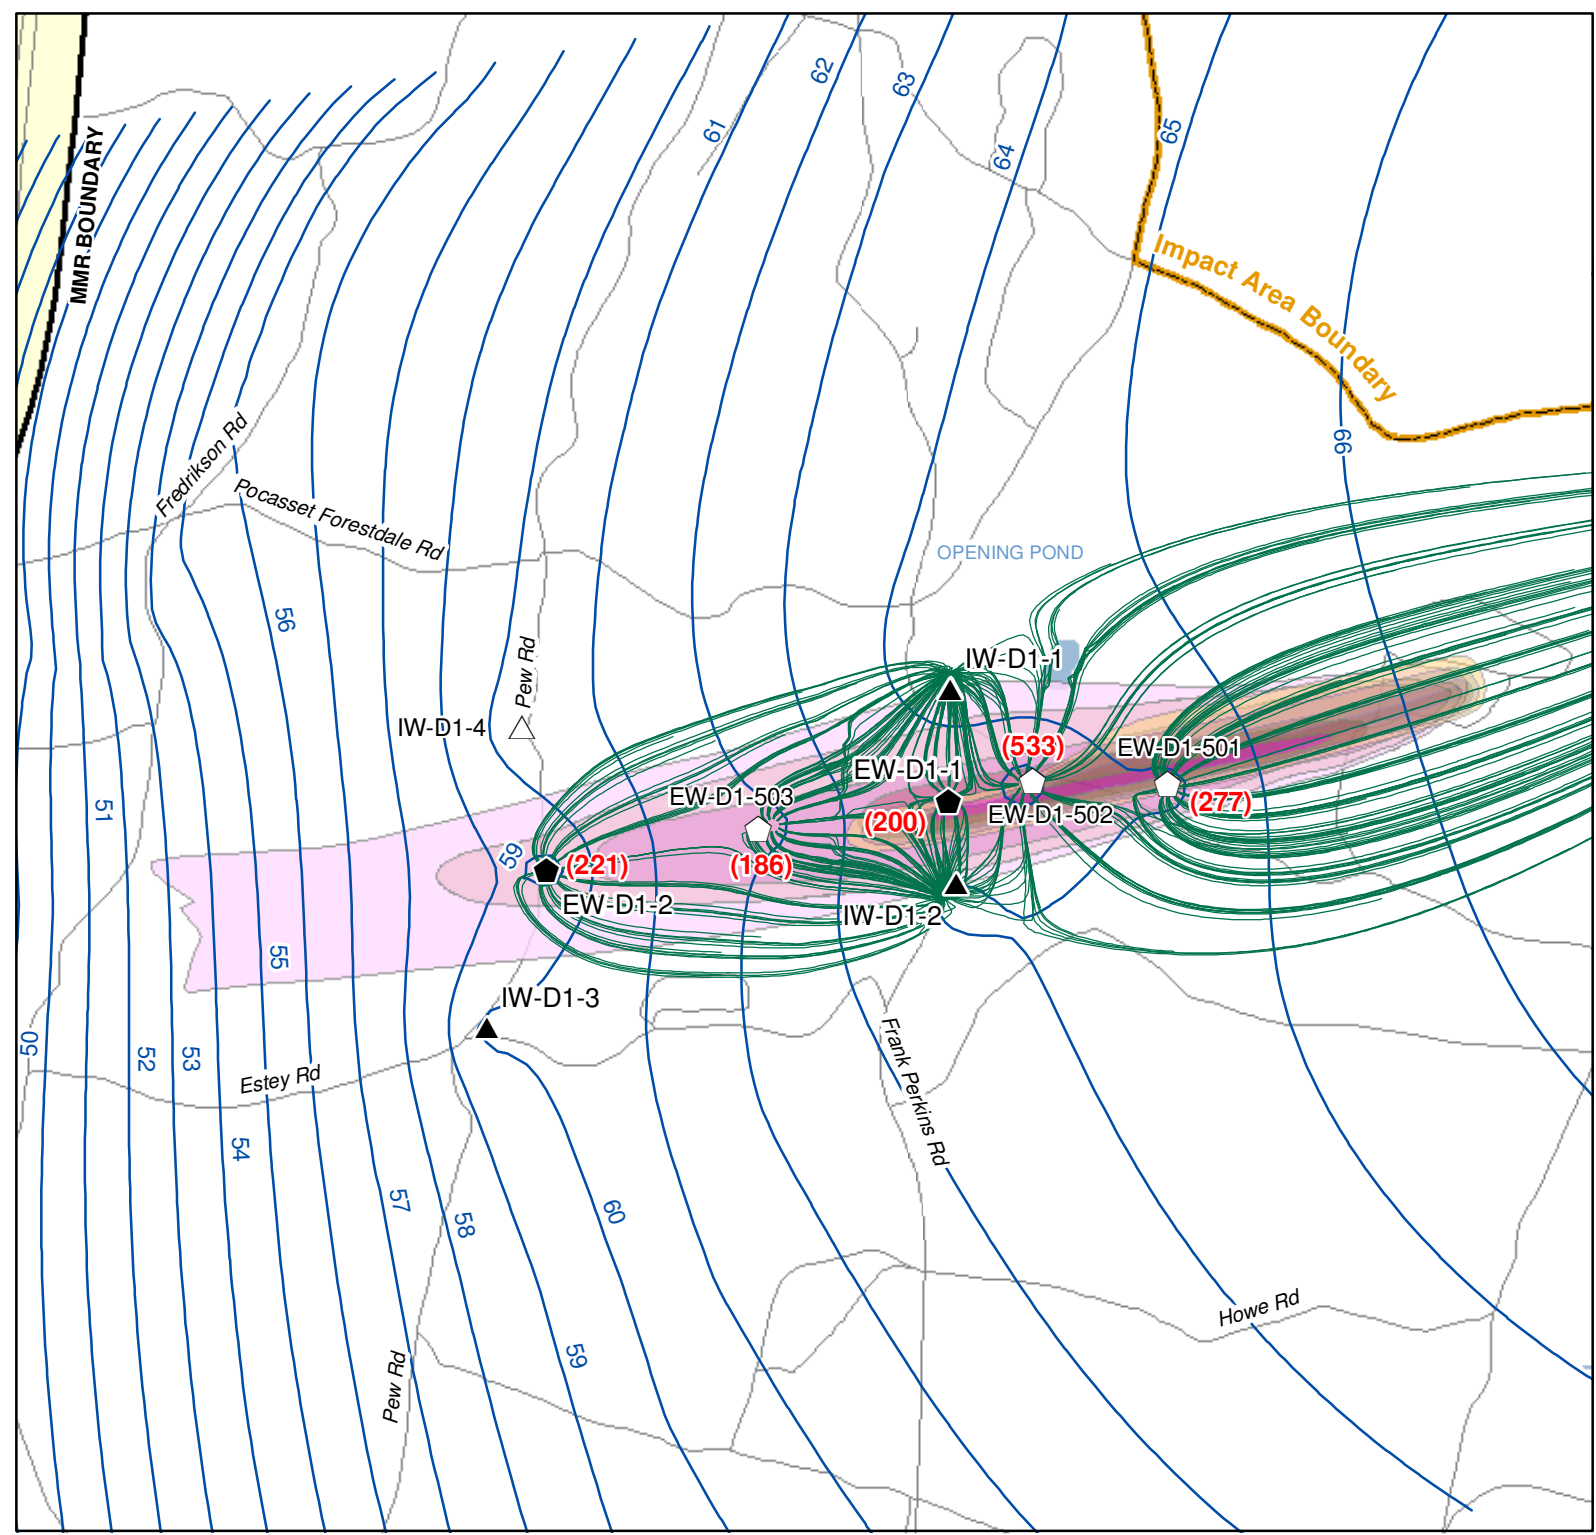 62
63
61
65
64
MMR BOUNDARY
Impact Area Boundary
66
Fredrikson Rd
Pocasset Forestdale Rd
OPENING POND
56
Pew Rd
IW-D1-1
IW-D1-4
(533)
EW-D1-501
EW-D1-1
EW-D1-503
(277)
51
(200)
EW-D1-502
59
(221)
(186)
EW-D1-2
IW-D1-2
55
IW-D1-3
50
52
53
Estey Rd
Frank Perkins Rd
54
57
58
60
Howe Rd
59
Pew Rd